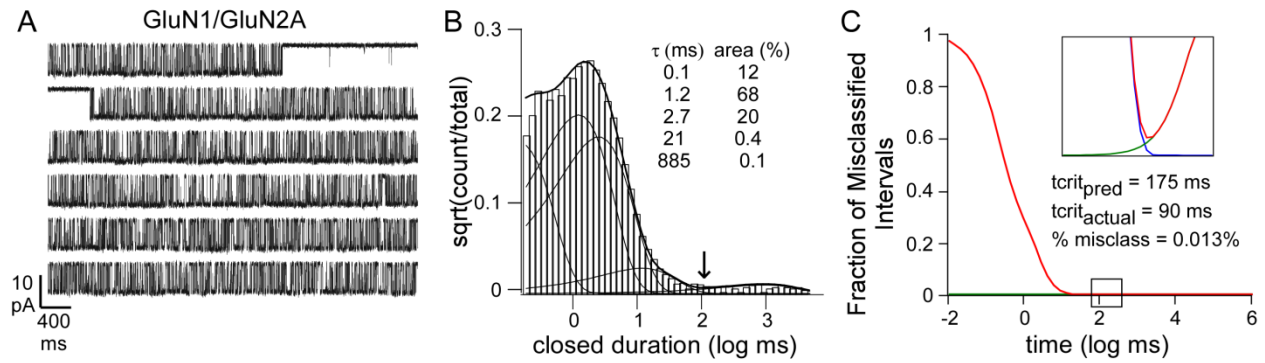 A
GluN1/GluN2A
10
pA
400
ms
B
sqrt(count/total)
0.3
0.2
0.1
0
τ (ms) area (%)
0.1 12
1.2 68
2.7 20
21 0.4
885 0.1
0 1 2 3
closed duration (log ms)
C
Fraction of Misclassified
Intervals
1
0.8
0.6
0.4
0.2
0
tcritpred = 175 ms
tcritactual = 90 ms
% misclass = 0.013%
-2 0 2 4 6
time (log ms)